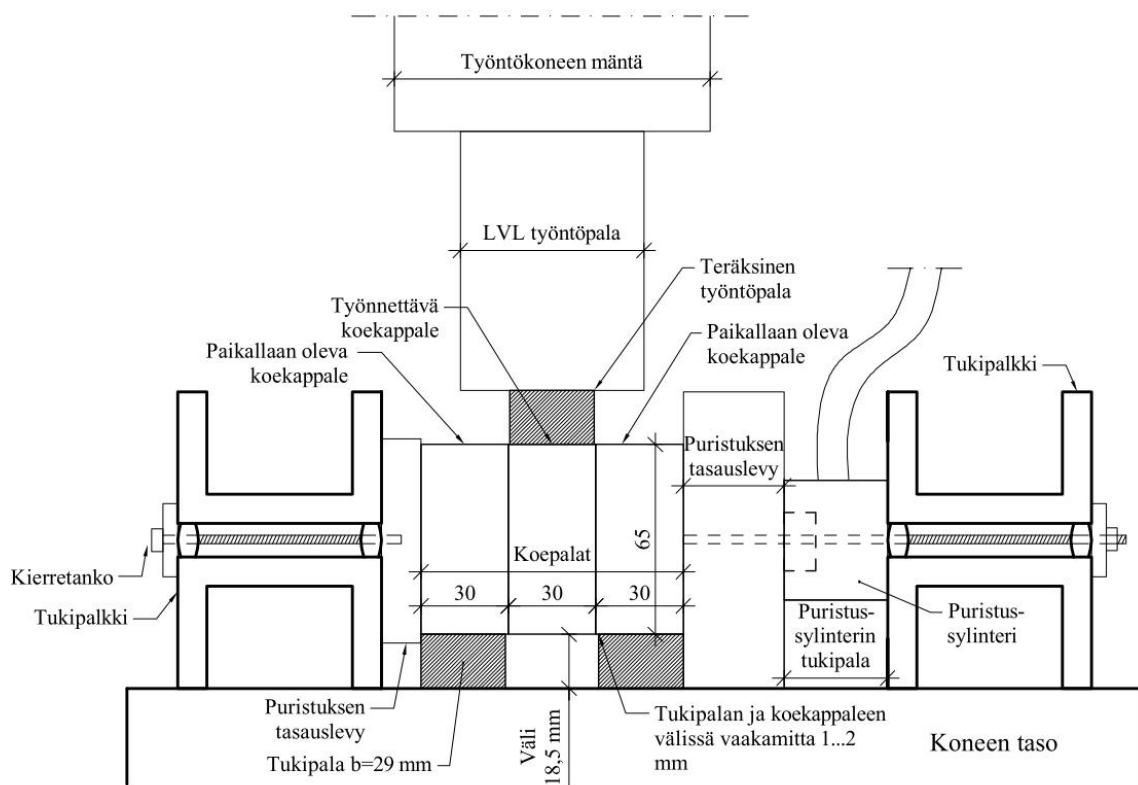 Työntökoneen mäntä
LVL työntöpala
Teräksinen
työntöpala
Työnnettävä
koekappale
Paikallaan oleva
koekappale
Paikallaan oleva
koekappale
Tukipalkki
Puristuksen
tasauslevy
65
Koepalat
30
30
30
Kierretanko
Tukipalkki
Puristus-
sylinterin
tukipala
Puristus-
sylinteri
Puristuksen
tasauslevy
Tukipala b=29 mm
Väli
18,5 mm
Tukipalan ja koekappaleen
välissä vaakamitta 1...2
mm
Koneen taso